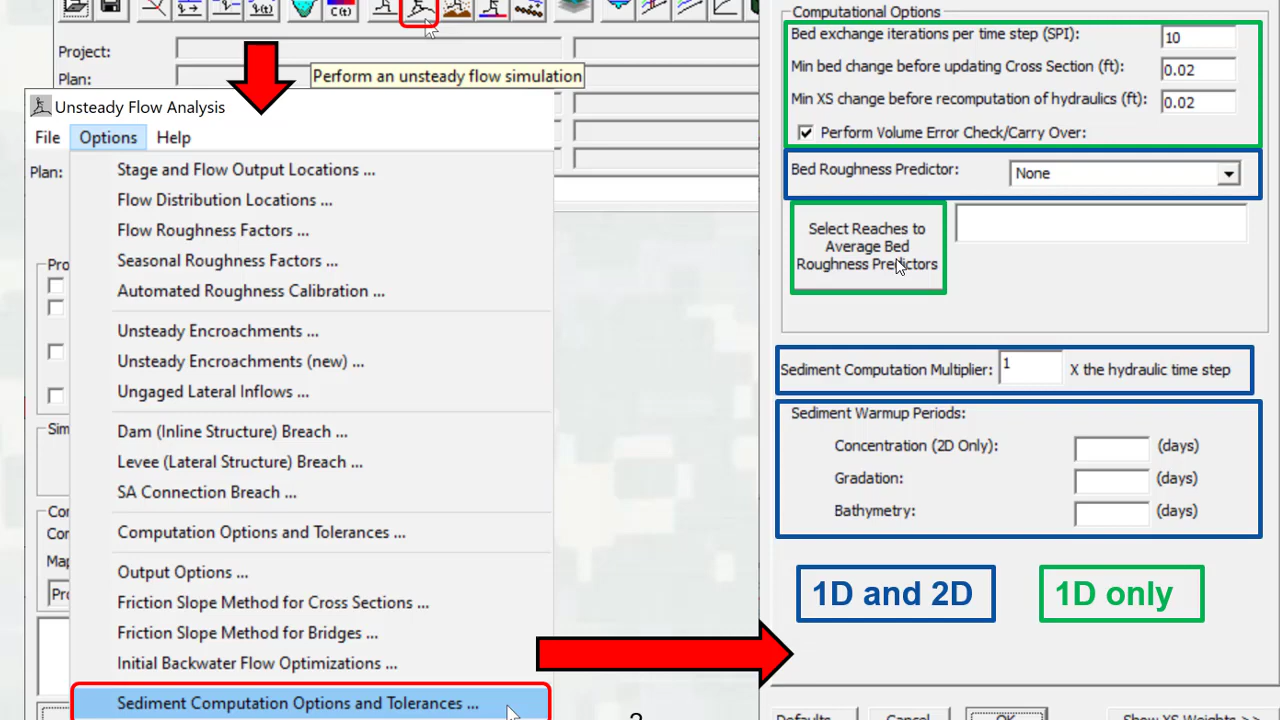 C(t)
Project:
Plan:
Perform an unsteady flow simulation
Unsteady Flow Analysis
File Options Help
Plan:
Stage and Flow Output Locations ...
Flow Distribution Locations ...
Flow Roughness Factors ...
Seasonal Roughness Factors ...
Automated Roughness Calibration ...
Unsteady Encroachments ...
Unsteady Encroachments (new) ...
Ungaged Lateral Inflows ...
Dam (Inline Structure) Breach ...
Levee (Lateral Structure) Breach ...
SA Connection Breach ...
Computation Options and Tolerances ...
Output Options ...
Friction Slope Method for Cross Sections ...
Friction Slope Method for Bridges ...
Initial Backwater Flow Optimizations ...
Sediment Computation Options and Tolerances ...
Computational Options
Bed exchange iterations per time step (SPI): 10
Min bed change before updating Cross Section (ft): 0.02
Min XS change before recomputation of hydraulics (ft): 0.02
Perform Volume Error Check/Carry Over:
Bed Roughness Predictor: None
Select Reaches to
Average Bed
Roughness Predictors
Sediment Computation Multiplier: 1 X the hydraulic time step
Sediment Warmup Periods:
Concentration (2D Only): (days)
Gradation: (days)
Bathymetry: (days)
1D and 2D 1D only
Defaults Cancel OK Show XS Weights >>